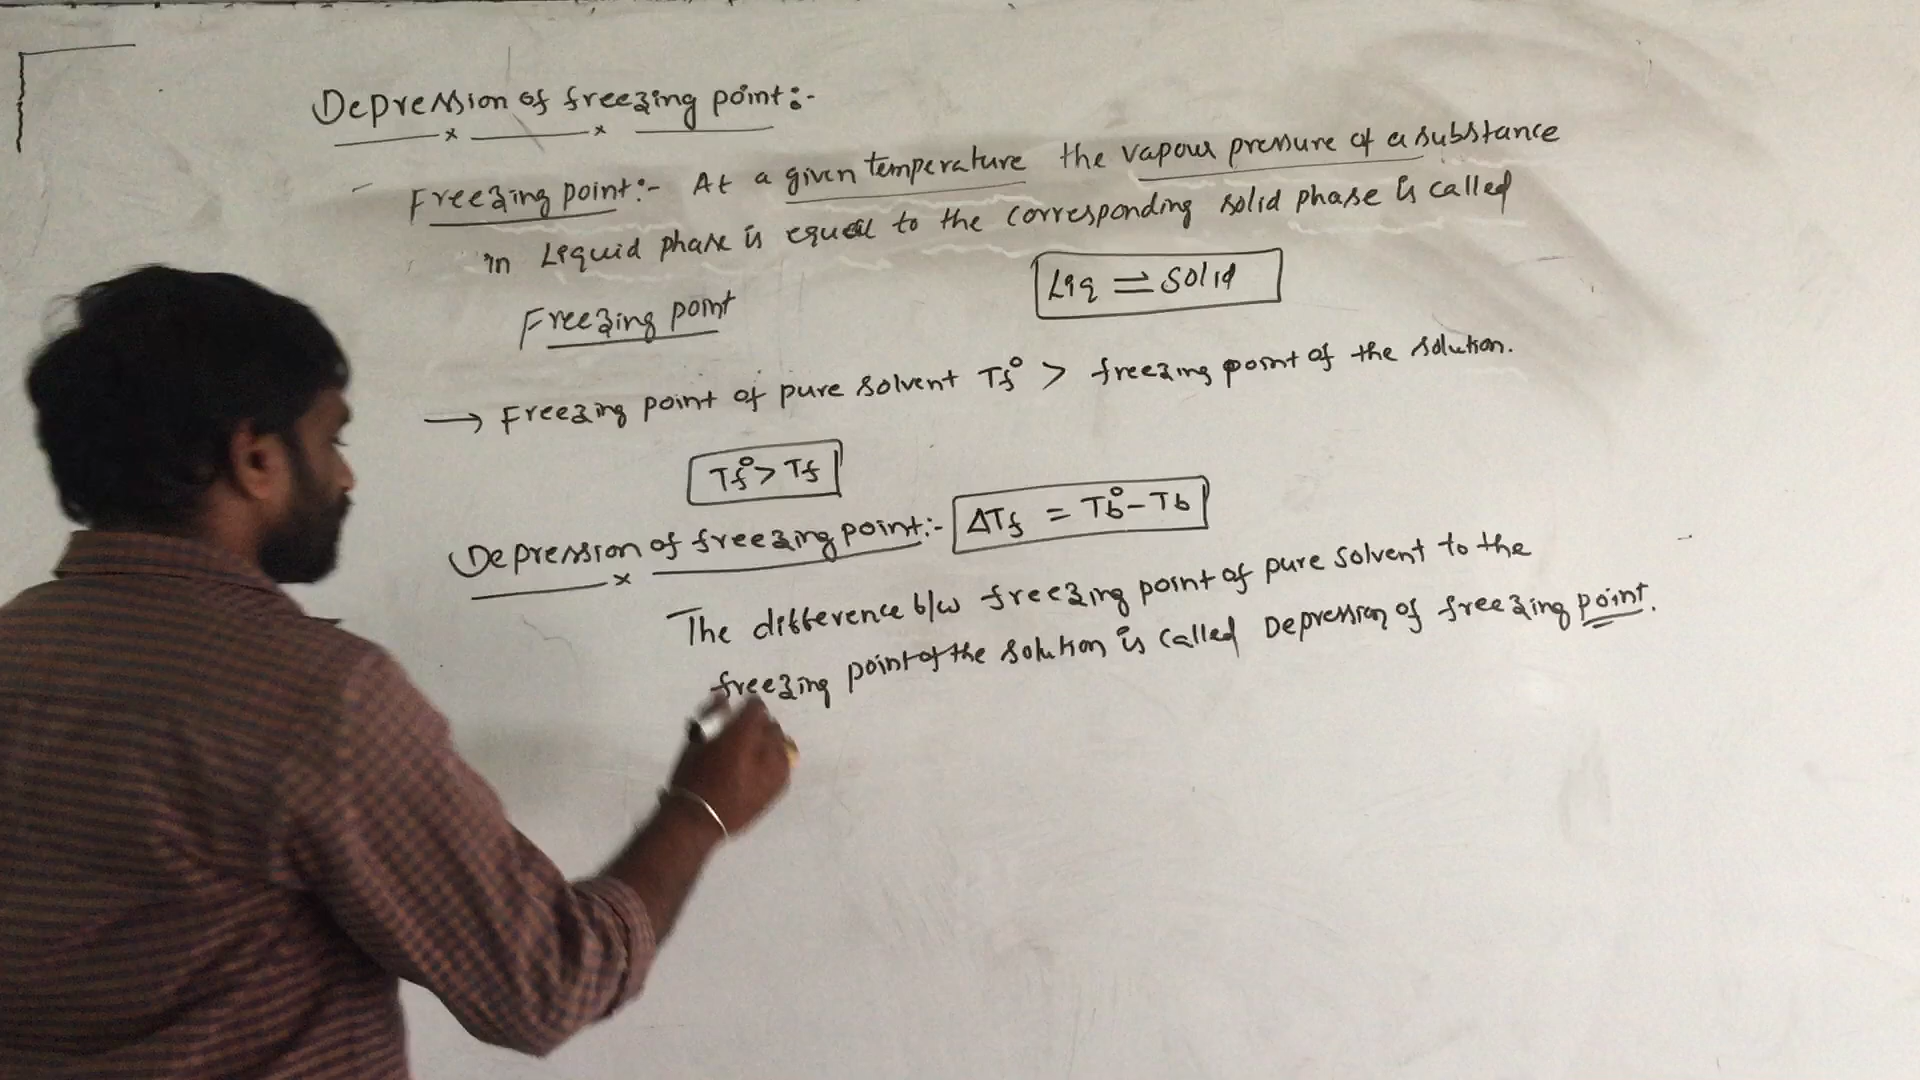 Depression of freezing point:-
Freezing point:- At a given temperature the vapour pressure of a substance
in Liquid phase is equal to the corresponding solid phase is called
Freezing point
Liq ⇌ Solid
→ Freezing point of pure solvent Tf° > freezing point of the solution.
Tf° > Tf
Depression of freezing point:- ΔTf = Tb° - Tb
The difference b/w freezing point of pure solvent to the
freezing point of the solution is called Depression of freezing point.